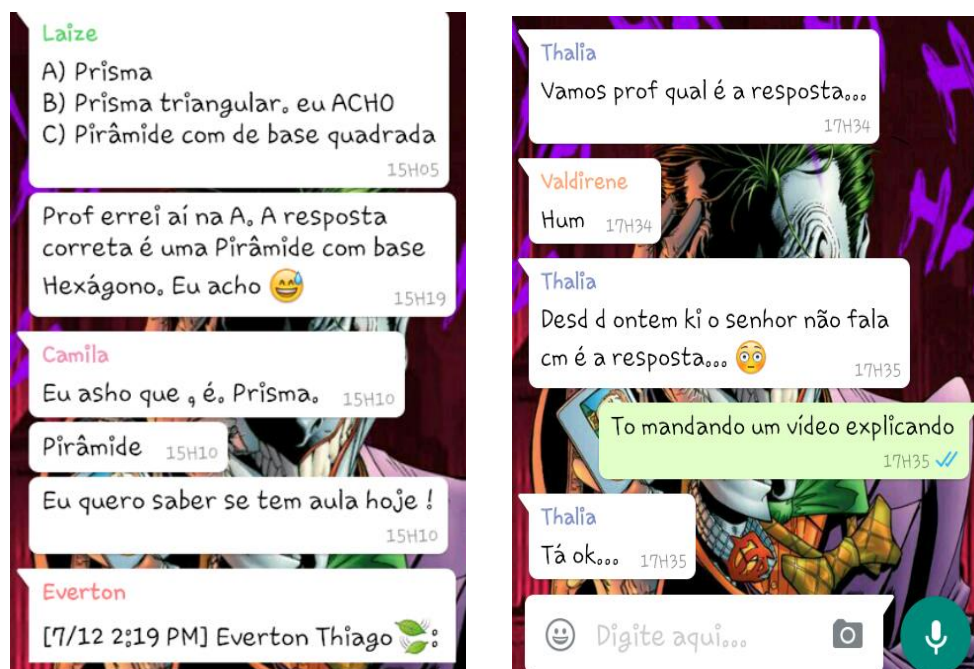 Laize
A) Prisma
B) Prisma triangular. eu ACHO
C) Pirâmide com de base quadrada
15H05
Prof errei aí na A. A resposta
correta é uma Pirâmide com base
Hexágono. Eu acho 😅
15H19
Camila
Eu asho que , é. Prisma. 15H10
Pirâmide 15H10
Eu quero saber se tem aula hoje !
15H10
Everton
[7/12 2:19 PM] Everton Thiago 🍃:
Thalia
Vamos prof qual é a resposta...
17H34
Valdirene
Hum 17H34
Thalia
Desd d ontem ki o senhor não fala
cm é a resposta... 😳
17H35
To mandando um vídeo explicando
17H35
Thalia
Tá ok... 17H35
Digite aqui...